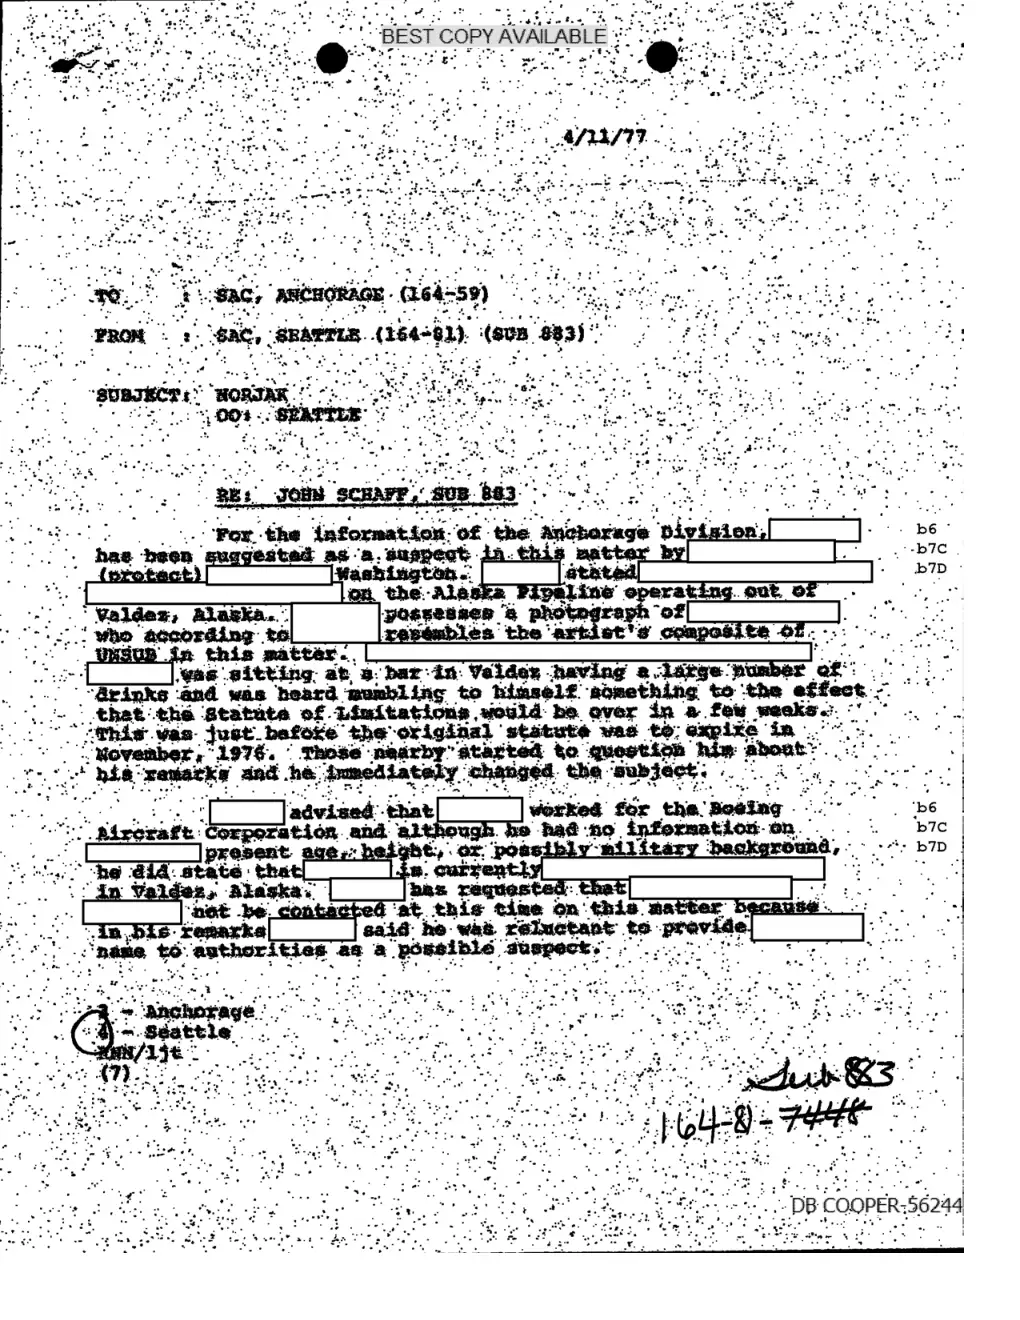 BEST COPY AVAILABLE
4/11/77
TO : SAC, ANCHORAGE (164-59)
FROM : SAC, SEATTLE (164-81) (SUB 883)
SUBJECT: NORJAK
OO: SEATTLE
RE: JOHN SCHAFF, SUB 883
For the information of the Anchorage Division, b6
has been suggested as a suspect in this matter by b7C
(protect) Washington. stated b7D
on the Alaska Pipeline operating out of
Valdez, Alaska. possesses a photograph of
who according to resembles the artist's composite of
UNSUB in this matter.
was sitting at a bar in Valdez having a large number of
drinks and was heard mumbling to himself something to the effect
that the Statute of Limitations would be over in a few weeks.
This was just before the original statute was to expire in
November, 1976. Those nearby started to question him about
his remarks and he immediately changed the subject.
advised that worked for the Boeing b6
Aircraft Corporation and although he had no information on b7C
present age, height, or possibly military background, b7D
he did state that is currently
in Valdez, Alaska. has requested that
not be contacted at this time on this matter because
in his remarks said he was reluctant to provide
name to authorities as a possible suspect.
- Anchorage
4 - Seattle
RNN/ljt
(7)
Sub 883
164-81-7448
DB COOPER-56244